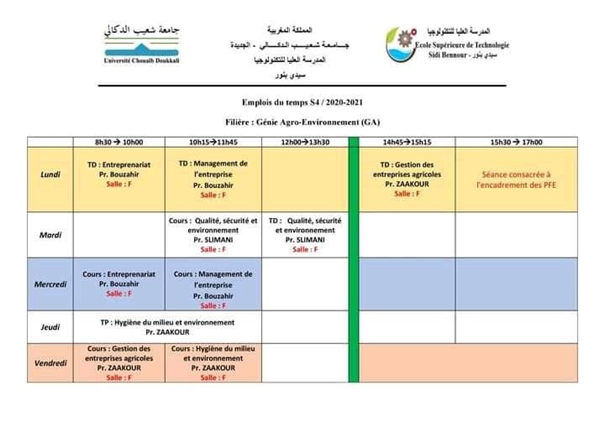 جامعة شعيب الدكالي
Université Chouaib Doukkali
المملكة المغربية
جــامـعـة شـعـيـب الـدكــالـي - الجديدة
المدرسة العليا للتكنولوجيا
سيدي بنور
المدرسة العليا للتكنولوجيا
Ecole Supérieure de Technologie
Sidi Bennour - سيدي بنور
Emplois du temps S4 / 2020-2021
Filière : Génie Agro-Environnement (GA)
8h30 → 10h00
10h15→11h45
12h00→13h30
14h45→15h15
15h30 → 17h00
Lundi
TD : Entreprenariat
Pr. Bouzahir
Salle : F
TD : Management de
l’entreprise
Pr. Bouzahir
Salle : F
TD : Gestion des
entreprises agricoles
Pr. ZAAKOUR
Salle : F
Séance consacrée à
l’encadrement des PFE
Mardi
Cours : Qualité, sécurité et
environnement
Pr. SLIMANI
Salle : F
TD : Qualité, sécurité
et environnement
Pr. SLIMANI
Salle : F
Mercredi
Cours : Entreprenariat
Pr. Bouzahir
Salle : F
Cours : Management de
l’entreprise
Pr. Bouzahir
Salle : F
Jeudi
TP : Hygiène du milieu et environnement
Pr. ZAAKOUR
Vendredi
Cours : Gestion des
entreprises agricoles
Pr. ZAAKOUR
Salle : F
Cours : Hygiène du milieu
et environnement
Pr. ZAAKOUR
Salle : F